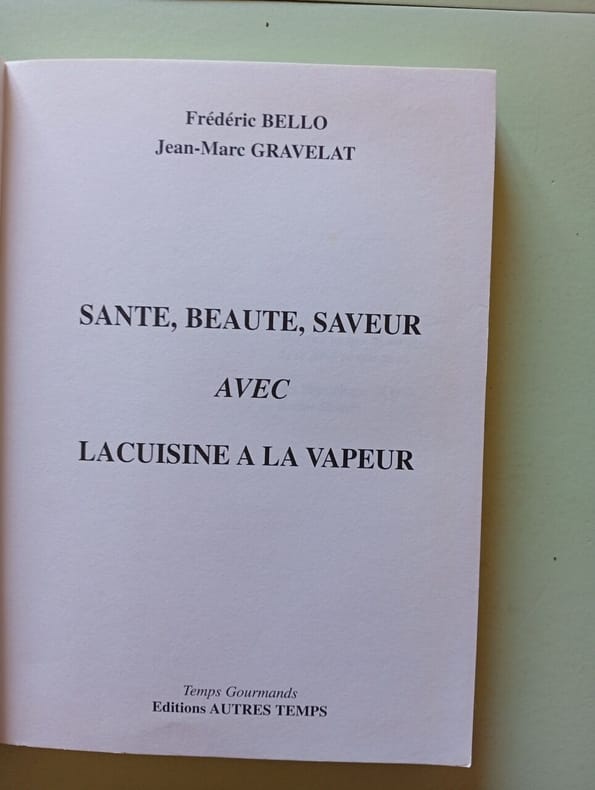 Frédéric BELLO
Jean-Marc GRAVELAT
SANTE, BEAUTE, SAVEUR
AVEC
LACUISINE A LA VAPEUR
Temps Gourmands
Editions AUTRES TEMPS